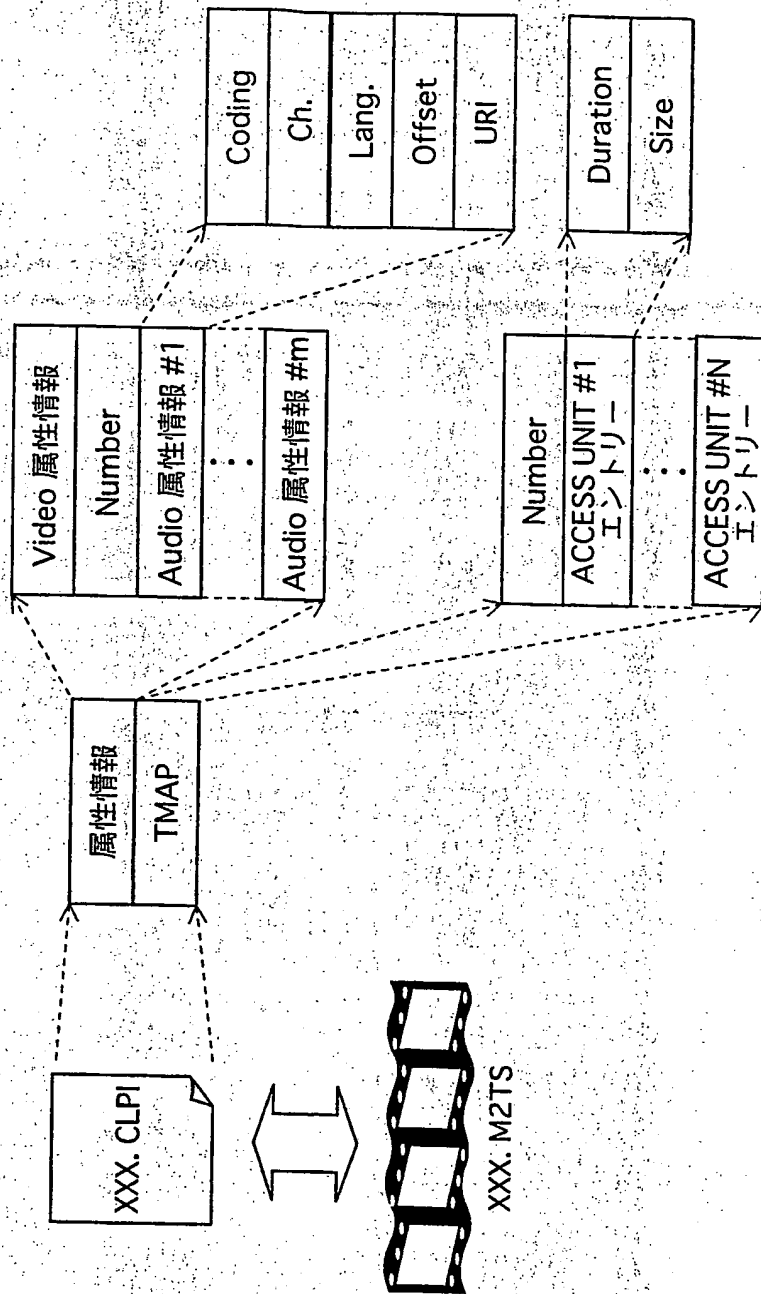 XXX. CLPI
XXX. M2TS
属性情報
TMAP
Video 属性情報
Number
Audio 属性情報 #1
・・・
Audio 属性情報 #m
Number
ACCESS UNIT #1
エントリー
・・・
ACCESS UNIT #N
エントリー
Coding
Ch.
Lang.
Offset
URI
Duration
Size